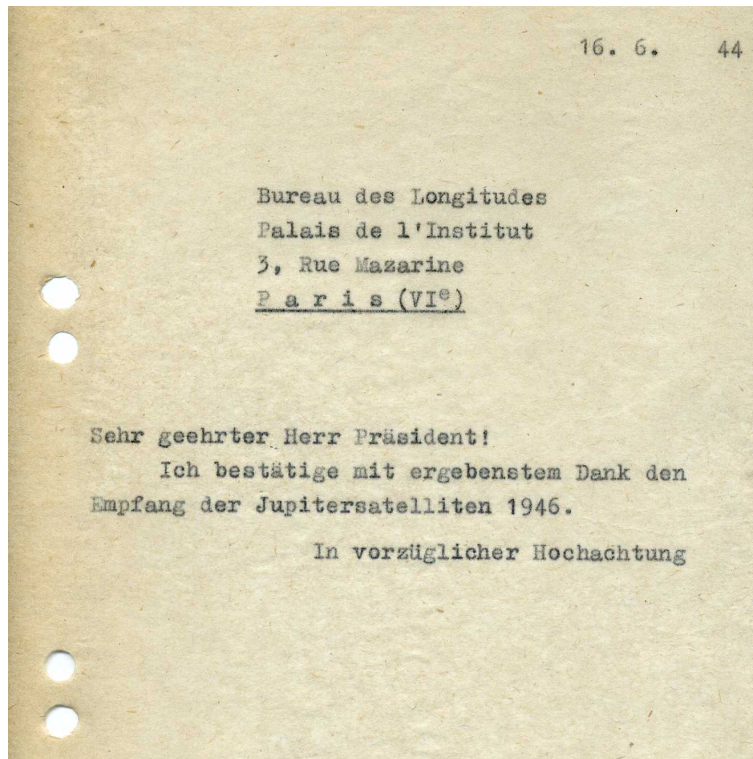 16. 6. 44
Bureau des Longitudes
Palais de l'Institut
3, Rue Mazarine
P a r i s (VIe)
Sehr geehrter Herr Präsident!
Ich bestätige mit ergebenstem Dank den
Empfang der Jupitersatelliten 1946.
In vorzüglicher Hochachtung